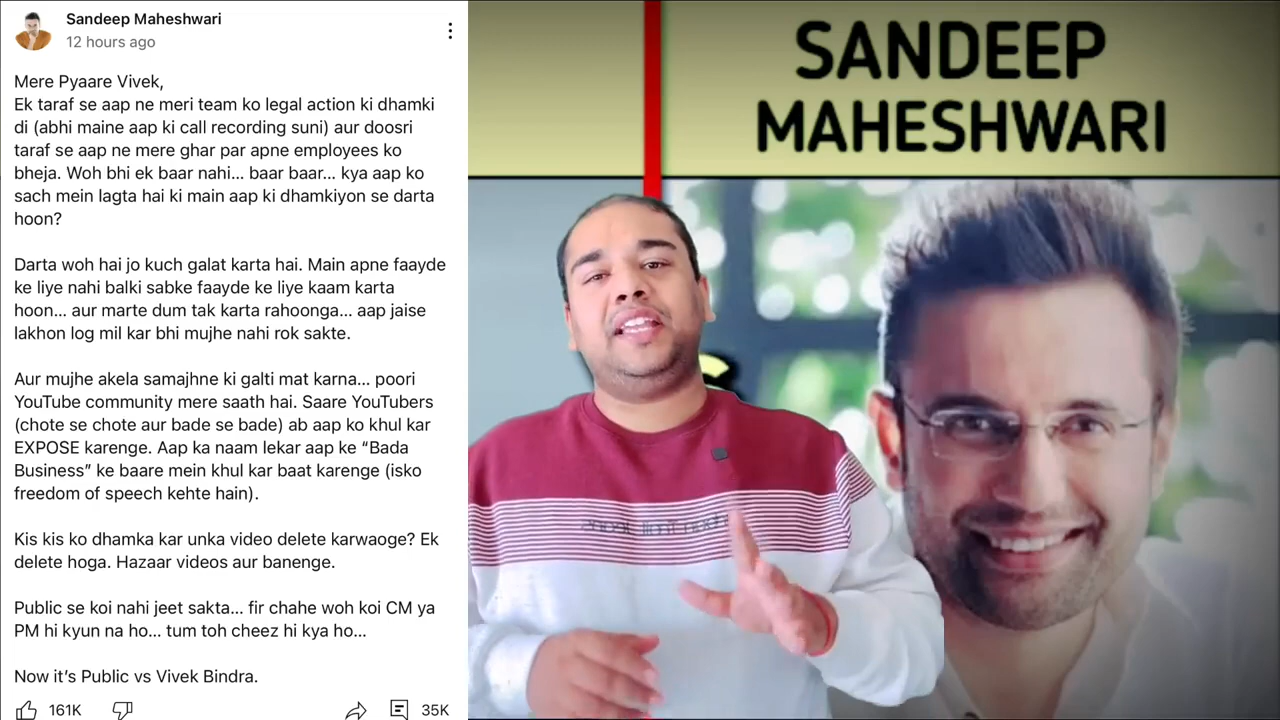 Sandeep Maheshwari
12 hours ago
Mere Pyaare Vivek,
Ek taraf se aap ne meri team ko legal action ki dhamki
di (abhi maine aap ki call recording suni) aur doosri
taraf se aap ne mere ghar par apne employees ko
bheja. Woh bhi ek baar nahi... baar baar... kya aap ko
sach mein lagta hai ki main aap ki dhamkiyon se darta
hoon?
Darta woh hai jo kuch galat karta hai. Main apne faayde
ke liye nahi balki sabke faayde ke liye kaam karta
hoon... aur marte dum tak karta rahoonga... aap jaise
lakhon log mil kar bhi mujhe nahi rok sakte.
Aur mujhe akela samajhne ki galti mat karna... poori
YouTube community mere saath hai. Saare YouTubers
(chote se chote aur bade se bade) ab aap ko khul kar
EXPOSE karenge. Aap ka naam lekar aap ke “Bada
Business” ke baare mein khul kar baat karenge (isko
freedom of speech kehte hain).
Kis kis ko dhamka kar unka video delete karwaoge? Ek
delete hoga. Hazaar videos aur banenge.
Public se koi nahi jeet sakta... fir chahe woh koi CM ya
PM hi kyun na ho... tum toh cheez hi kya ho...
Now it’s Public vs Vivek Bindra.
161K
35K
SANDEEP
MAHESHWARI